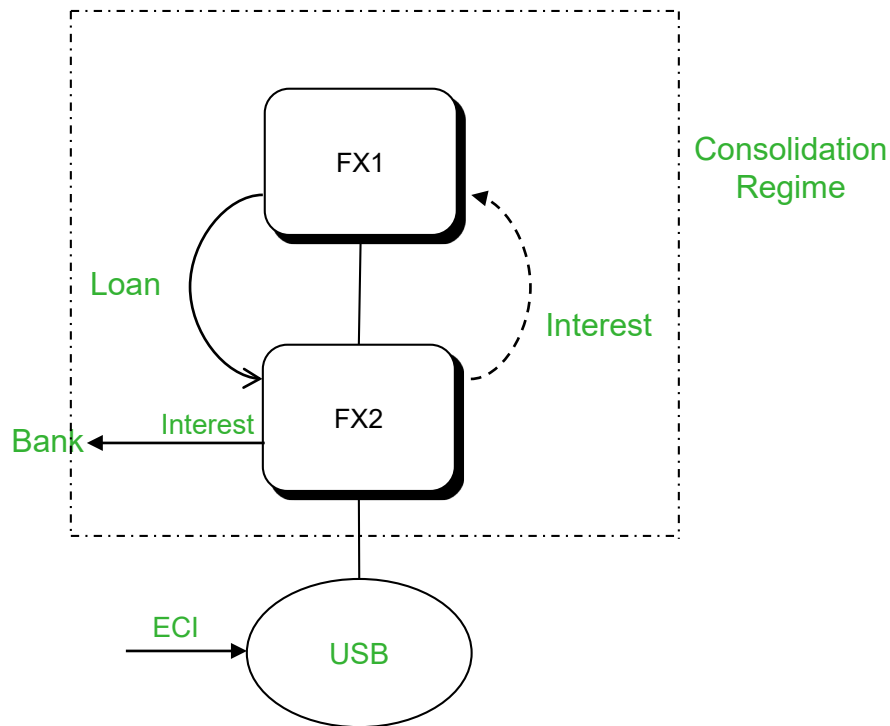 FX1
Consolidation
Regime
Loan
Interest
Interest
FX2
Bank
ECI
USB